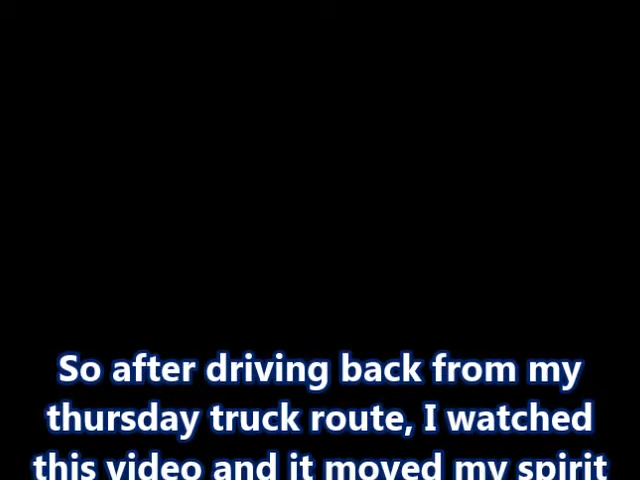 So after driving back from my
thursday truck route, I watched
this video and it moved my spirit